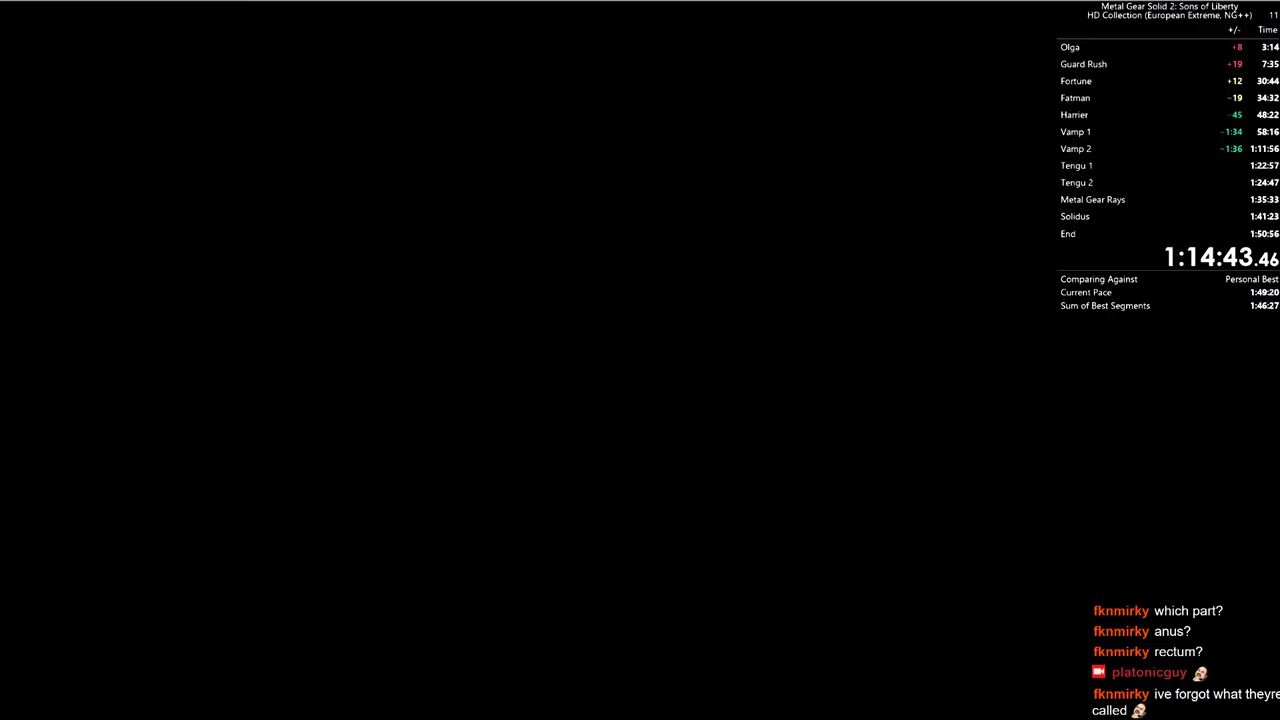 Metal Gear Solid 2: Sons of Liberty
HD Collection (European Extreme, NG++) 11
+/- Time
Olga +8 3:14
Guard Rush +19 7:35
Fortune +12 30:44
Fatman −19 34:32
Harrier −45 48:22
Vamp 1 −1:34 58:16
Vamp 2 −1:36 1:11:56
Tengu 1 1:22:57
Tengu 2 1:24:47
Metal Gear Rays 1:35:33
Solidus 1:41:23
End 1:50:56
1:14:43.46
Comparing Against Personal Best
Current Pace 1:49:20
Sum of Best Segments 1:46:27
fknmirky which part?
fknmirky anus?
fknmirky rectum?
platonicguy
fknmirky ive forgot what theyre
called